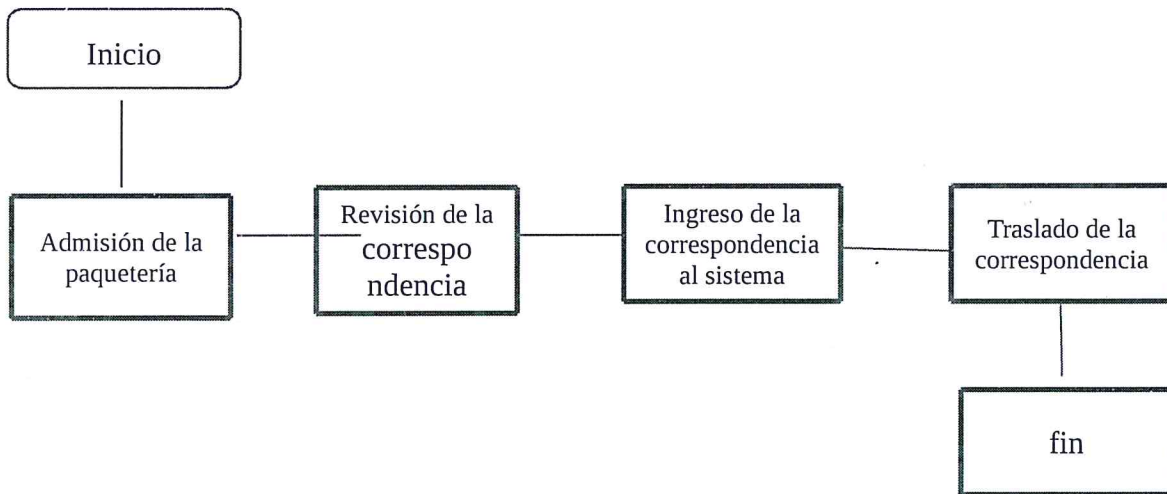 Inicio
Admisión de la
paquetería
Revisión de la
correspo
ndencia
Ingreso de la
correspondencia
al sistema
Traslado de la
correspondencia
fin